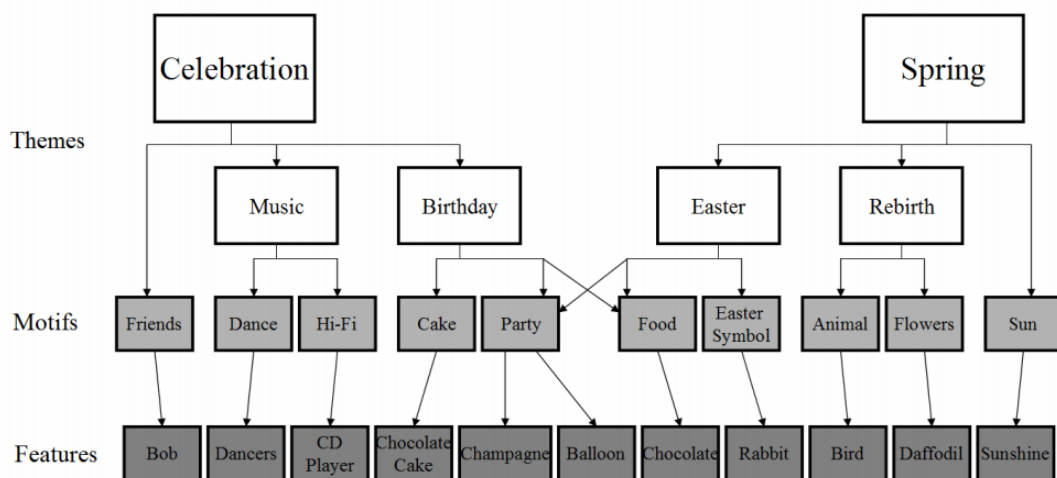 Celebration
Spring
Themes
Music
Birthday
Easter
Rebirth
Motifs
Friends
Dance
Hi-Fi
Cake
Party
Food
Easter
Symbol
Animal
Flowers
Sun
Features
Bob
Dancers
CD
Player
Chocolate
Cake
Champagne
Balloon
Chocolate
Rabbit
Bird
Daffodil
Sunshine